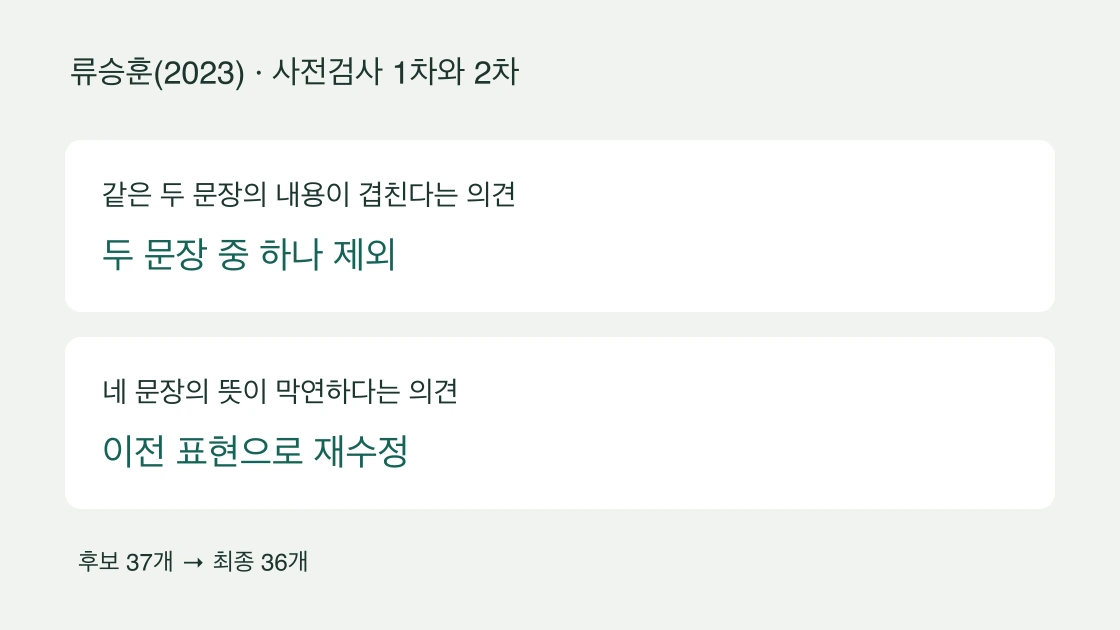 류승훈(2023) · 사전검사 1차와 2차
같은 두 문장의 내용이 겹친다는 의견
두 문장 중 하나 제외
네 문장의 뜻이 막연하다는 의견
이전 표현으로 재수정
후보 37개 → 최종 36개